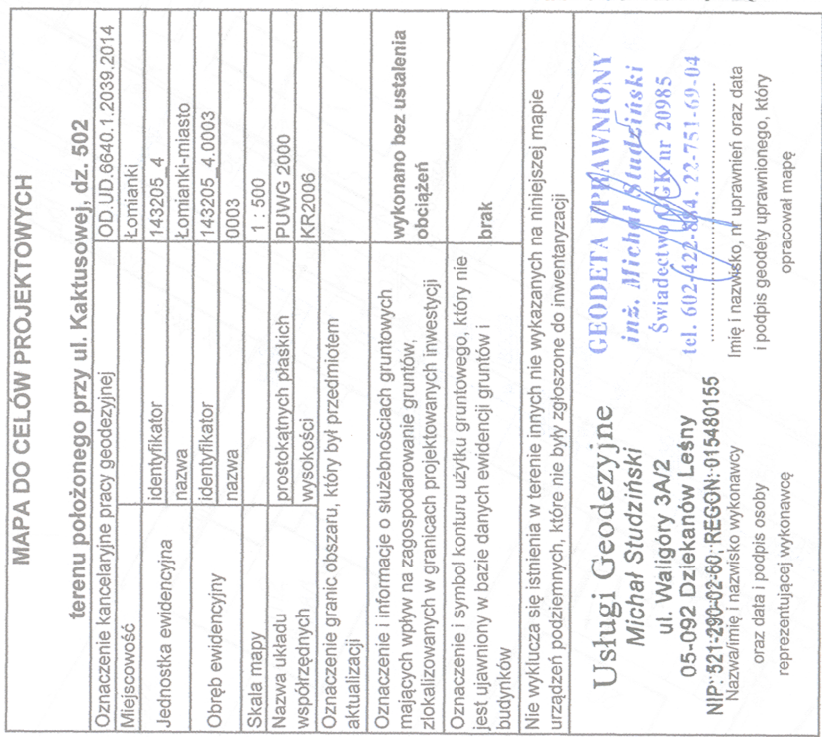 MAPA DO CELÓW PROJEKTOWYCH
terenu położonego przy ul. Kaktusowej, dz. 502
Oznaczenie kancelaryjne pracy geodezyjnej OD.UD.6640.1.2039.2014
Miejscowość Łomianki
Jednostka ewidencyjna identyfikator 143205_4
nazwa Łomianki-miasto
Obręb ewidencyjny identyfikator 143205_4.0003
nazwa 0003
Skala mapy 1 : 500
Nazwa układu współrzędnych prostokątnych płaskich PUWG 2000
wysokości KR2006
Oznaczenie granic obszaru, który był przedmiotem
aktualizacji
Oznaczenie i informacje o służebnościach gruntowych
mających wpływ na zagospodarowanie gruntów,
zlokalizowanych w granicach projektowanych inwestycji
wykonano bez ustalenia
obciążeń
Oznaczenie i symbol konturu użytku gruntowego, który nie
jest ujawniony w bazie danych ewidencji gruntów i
budynków
brak
Nie wyklucza się istnienia w terenie innych nie wykazanych na niniejszej mapie
urządzeń podziemnych, które nie były zgłoszone do inwentaryzacji
Usługi Geodezyjne
Michał Studziński
ul. Waligóry 3A/2
05-092 Dziekanów Leśny
NIP: 521-290-02-60, REGON: 015480155
Nazwa/imię i nazwisko wykonawcy
oraz data i podpis osoby
reprezentującej wykonawcę
GEODETA UPRAWNIONY
inż. Michał Studziński
Świadectwo GGK nr 20985
tel. 602-422-884, 22-751-69-04
Imię i nazwisko, nr uprawnień oraz data
i podpis geodety uprawnionego, który
opracował mapę